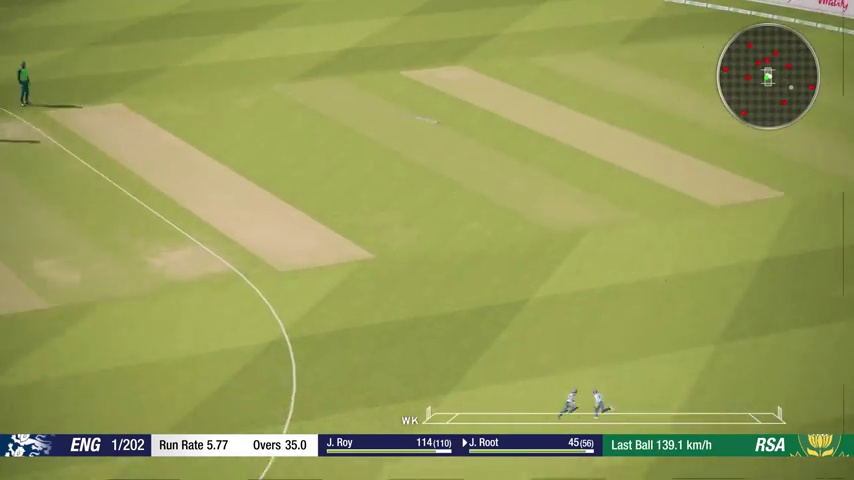 Vitality
WK
ENG 1/202 Run Rate 5.77 Overs 35.0 J. Roy 114 (110) J. Root 45 (56) Last Ball 139.1 km/h RSA